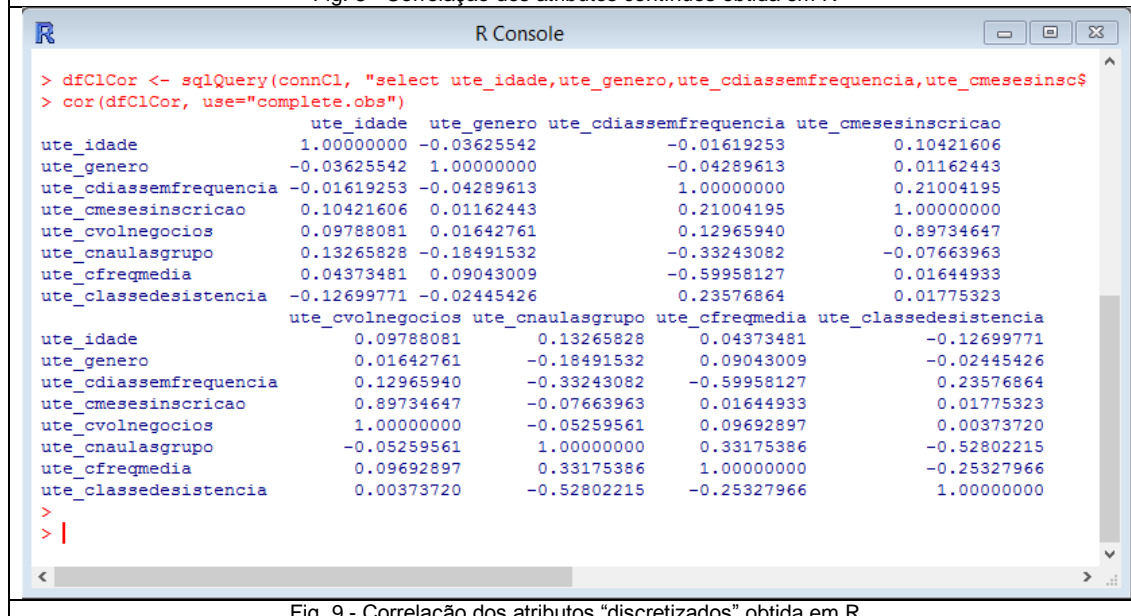 Fig. 8 - Correlação dos atributos contínuos obtida em R
R Console
> dfClCor <- sqlQuery(connCl, "select ute_idade,ute_genero,ute_cdiassemfrequencia,ute_cmesesinsc$
> cor(dfClCor, use="complete.obs")
ute_idade ute_genero ute_cdiassemfrequencia ute_cmesesinscricao
ute_idade 1.00000000 -0.03625542 -0.01619253 0.10421606
ute_genero -0.03625542 1.00000000 -0.04289613 0.01162443
ute_cdiassemfrequencia -0.01619253 -0.04289613 1.00000000 0.21004195
ute_cmesesinscricao 0.10421606 0.01162443 0.21004195 1.00000000
ute_cvolnegocios 0.09788081 0.01642761 0.12965940 0.89734647
ute_cnaulasgrupo 0.13265828 -0.18491532 -0.33243082 -0.07663963
ute_cfreqmedia 0.04373481 0.09043009 -0.59958127 0.01644933
ute_classedesistencia -0.12699771 -0.02445426 0.23576864 0.01775323
ute_cvolnegocios ute_cnaulasgrupo ute_cfreqmedia ute_classedesistencia
ute_idade 0.09788081 0.13265828 0.04373481 -0.12699771
ute_genero 0.01642761 -0.18491532 0.09043009 -0.02445426
ute_cdiassemfrequencia 0.12965940 -0.33243082 -0.59958127 0.23576864
ute_cmesesinscricao 0.89734647 -0.07663963 0.01644933 0.01775323
ute_cvolnegocios 1.00000000 -0.05259561 0.09692897 0.00373720
ute_cnaulasgrupo -0.05259561 1.00000000 0.33175386 -0.52802215
ute_cfreqmedia 0.09692897 0.33175386 1.00000000 -0.25327966
ute_classedesistencia 0.00373720 -0.52802215 -0.25327966 1.00000000
>
>
Fig. 9 - Correlação dos atributos “discretizados” obtida em R